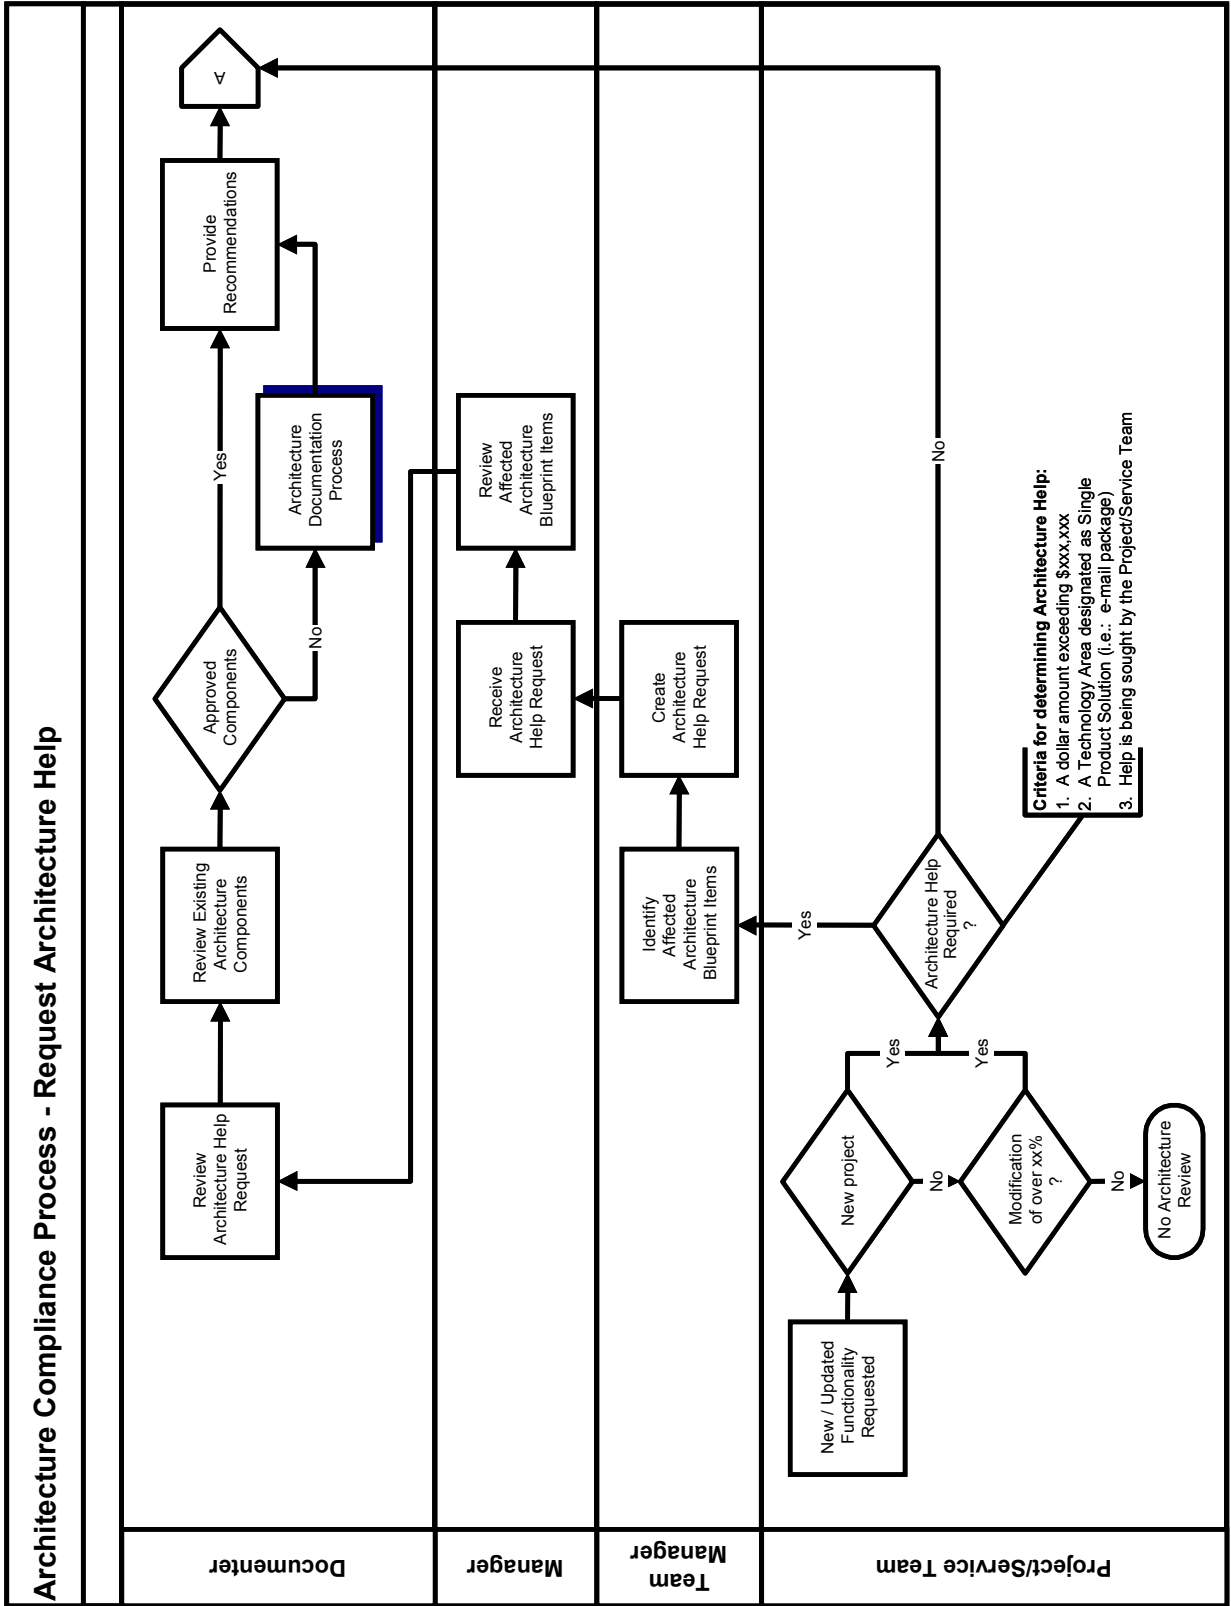 Architecture Compliance Process - Request Architecture Help
Documenter
Review
Architecture Help
Request
Review Existing
Architecture
Components
Approved
Components
Yes
No
Architecture
Documentation
Process
Provide
Recommendations
A
Manager
Receive
Architecture
Help Request
Review
Affected
Architecture
Blueprint Items
Team
Manager
Identify
Affected
Architecture
Blueprint Items
Create
Architecture
Help Request
Project/Service Team
New / Updated
Functionality
Requested
New project
Yes
No
Modification
of over xx%
?
Yes
No
No Architecture
Review
Architecture Help
Required
?
Yes
No
Criteria for determining Architecture Help:
1. A dollar amount exceeding $xxx,xxx
2. A Technology Area designated as Single
Product Solution (i.e.: e-mail package)
3. Help is being sought by the Project/Service Team